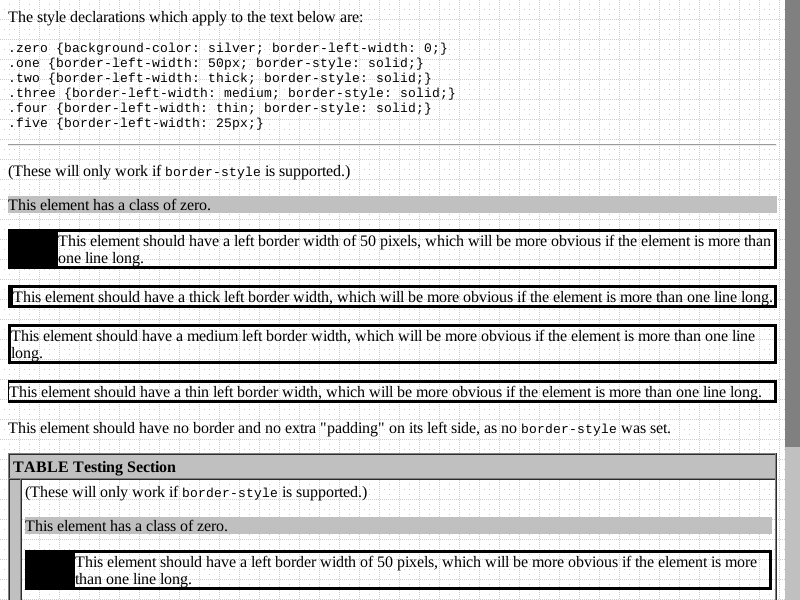 The style declarations which apply to the text below are:
.zero {background-color: silver; border-left-width: 0;}
.one {border-left-width: 50px; border-style: solid;}
.two {border-left-width: thick; border-style: solid;}
.three {border-left-width: medium; border-style: solid;}
.four {border-left-width: thin; border-style: solid;}
.five {border-left-width: 25px;}
(These will only work if border-style is supported.)
This element has a class of zero.
This element should have a left border width of 50 pixels, which will be more obvious if the element is more than
one line long.
This element should have a thick left border width, which will be more obvious if the element is more than one line long.
This element should have a medium left border width, which will be more obvious if the element is more than one line
long.
This element should have a thin left border width, which will be more obvious if the element is more than one line long.
This element should have no border and no extra "padding" on its left side, as no border-style was set.
TABLE Testing Section
(These will only work if border-style is supported.)
This element has a class of zero.
This element should have a left border width of 50 pixels, which will be more obvious if the element is more
than one line long.